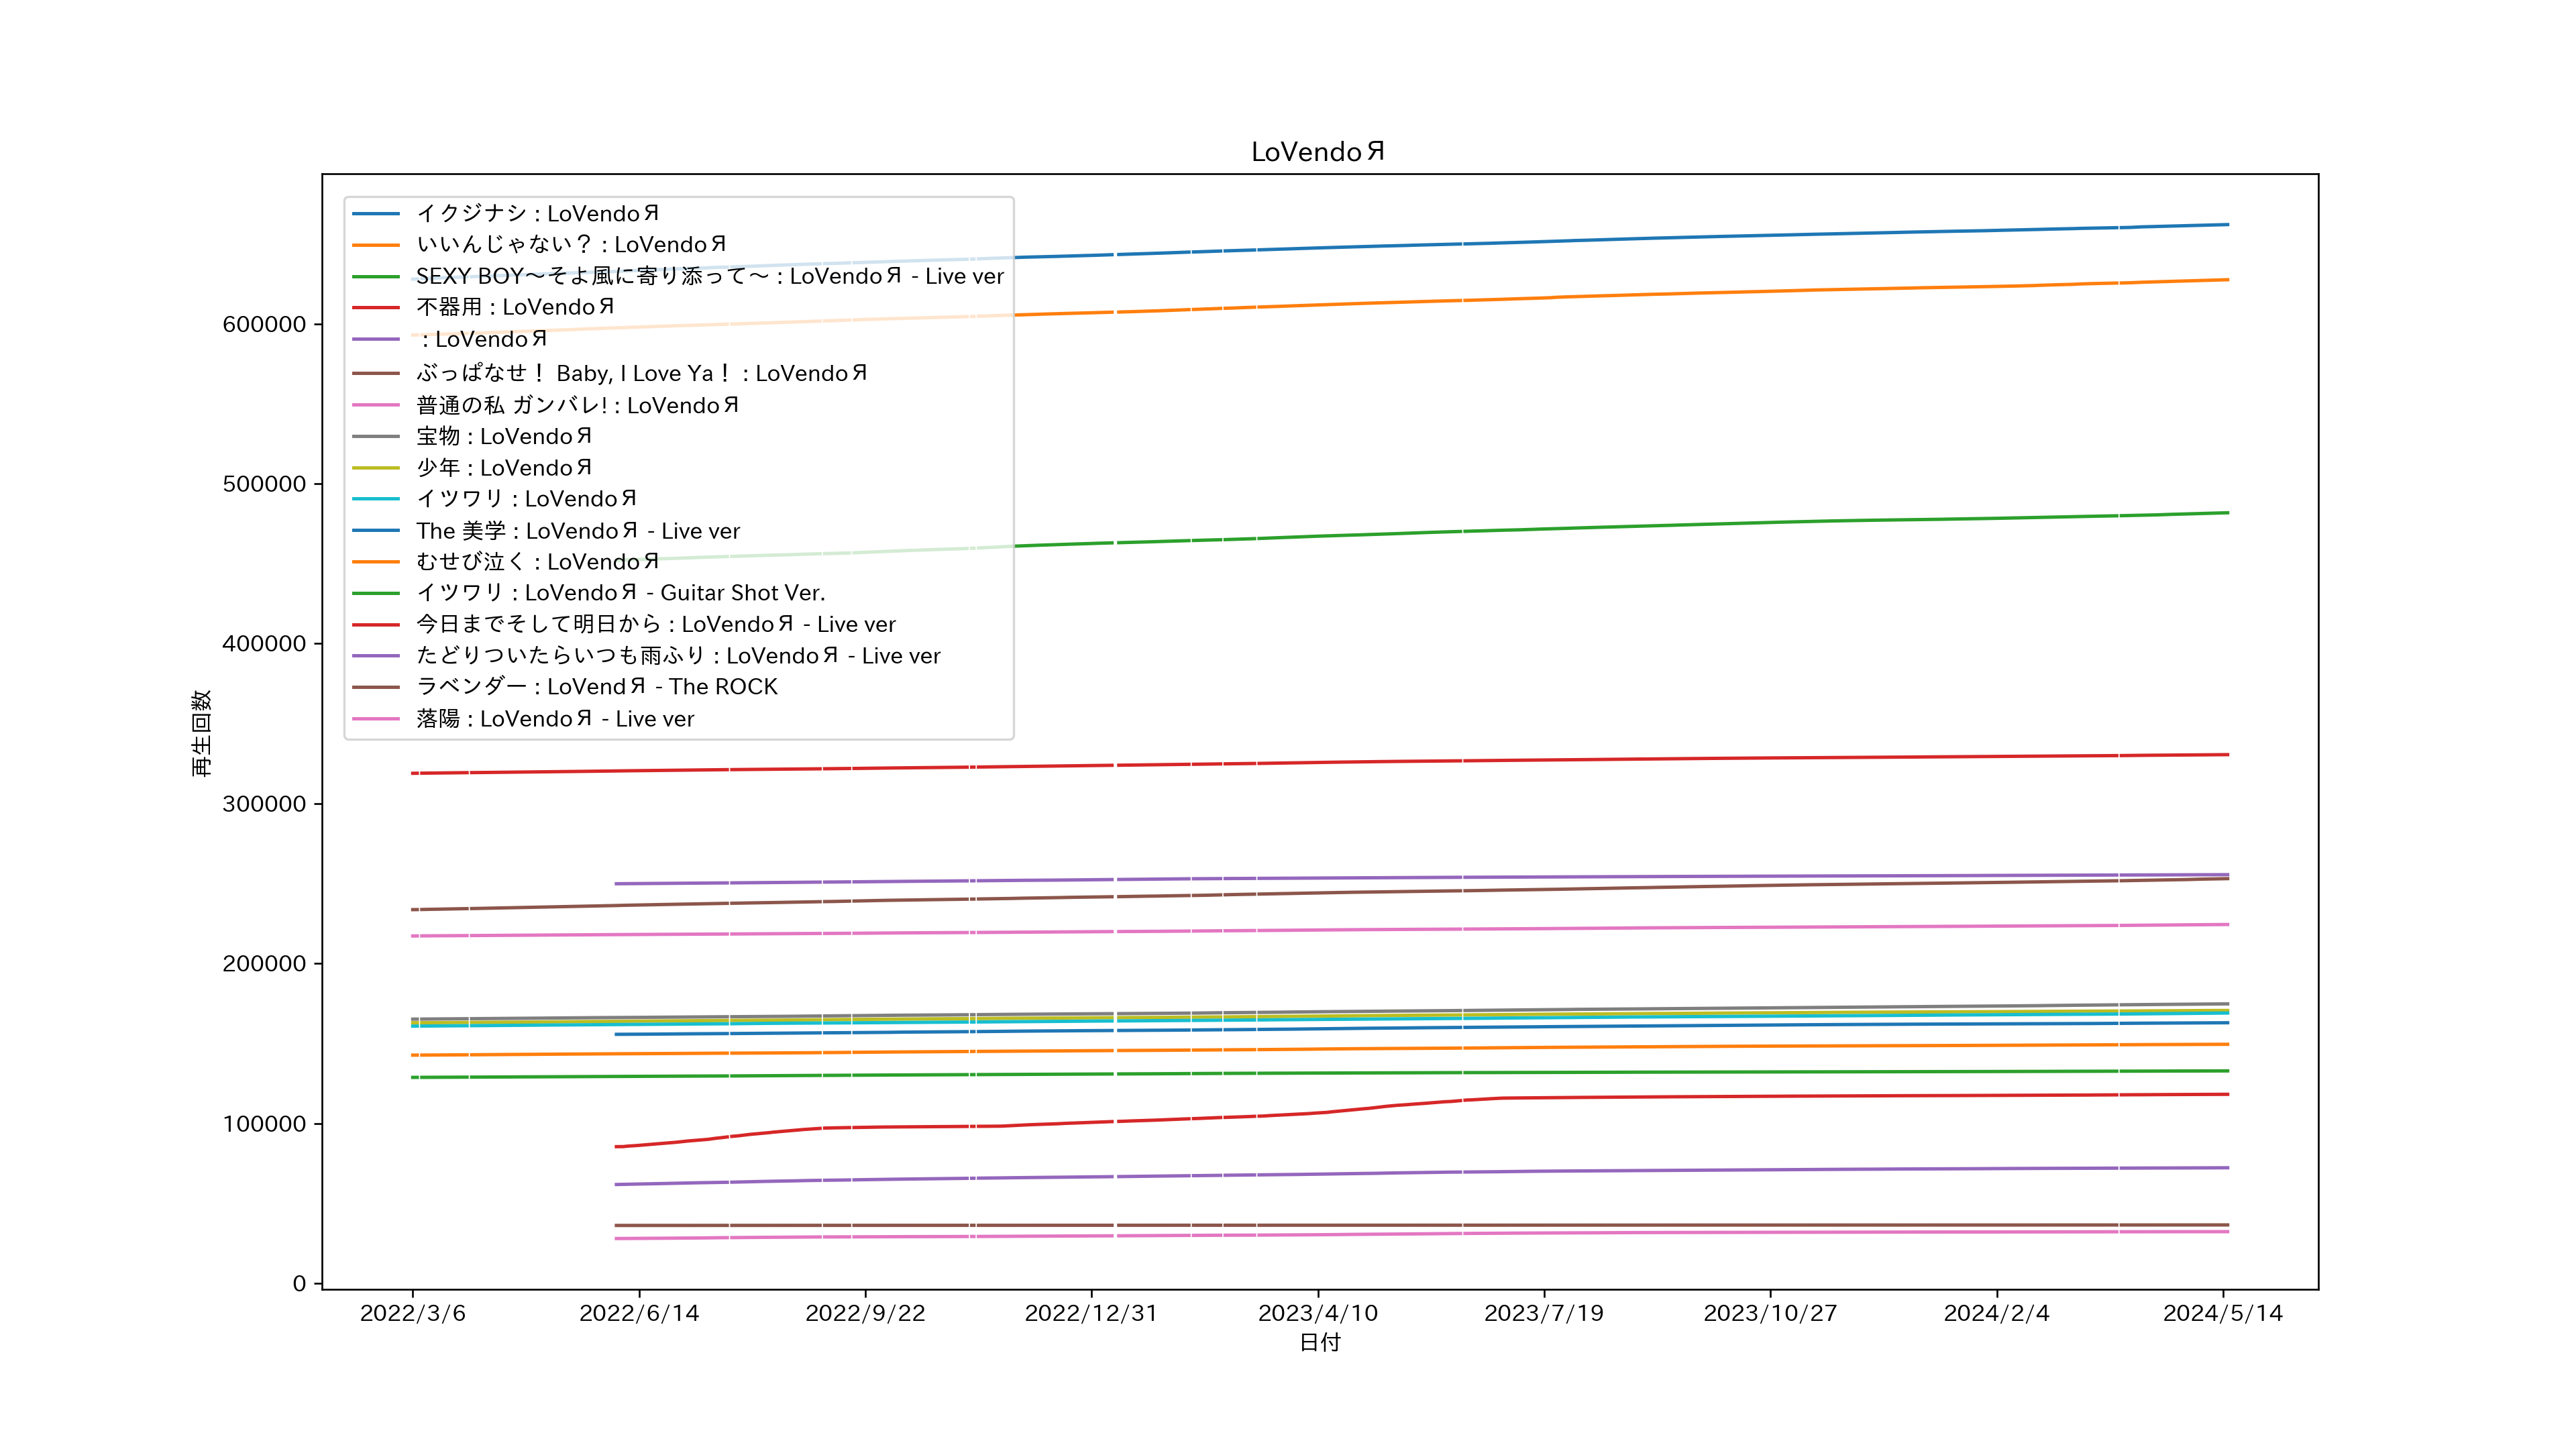 LoVendoЯ
イクジナシ : LoVendoЯ
いいんじゃない？ : LoVendoЯ
SEXY BOY～そよ風に寄り添って～ : LoVendoЯ - Live ver
不器用 : LoVendoЯ
: LoVendoЯ
ぶっぱなせ！ Baby, I Love Ya！ : LoVendoЯ
普通の私 ガンバレ! : LoVendoЯ
宝物 : LoVendoЯ
少年 : LoVendoЯ
イツワリ : LoVendoЯ
The 美学 : LoVendoЯ - Live ver
むせび泣く : LoVendoЯ
イツワリ : LoVendoЯ - Guitar Shot Ver.
今日までそして明日から : LoVendoЯ - Live ver
たどりついたらいつも雨ふり : LoVendoЯ - Live ver
ラベンダー : LoVendЯ - The ROCK
落陽 : LoVendoЯ - Live ver
再生回数
600000
500000
400000
300000
200000
100000
0
2022/3/6 2022/6/14 2022/9/22 2022/12/31 2023/4/10 2023/7/19 2023/10/27 2024/2/4 2024/5/14
日付